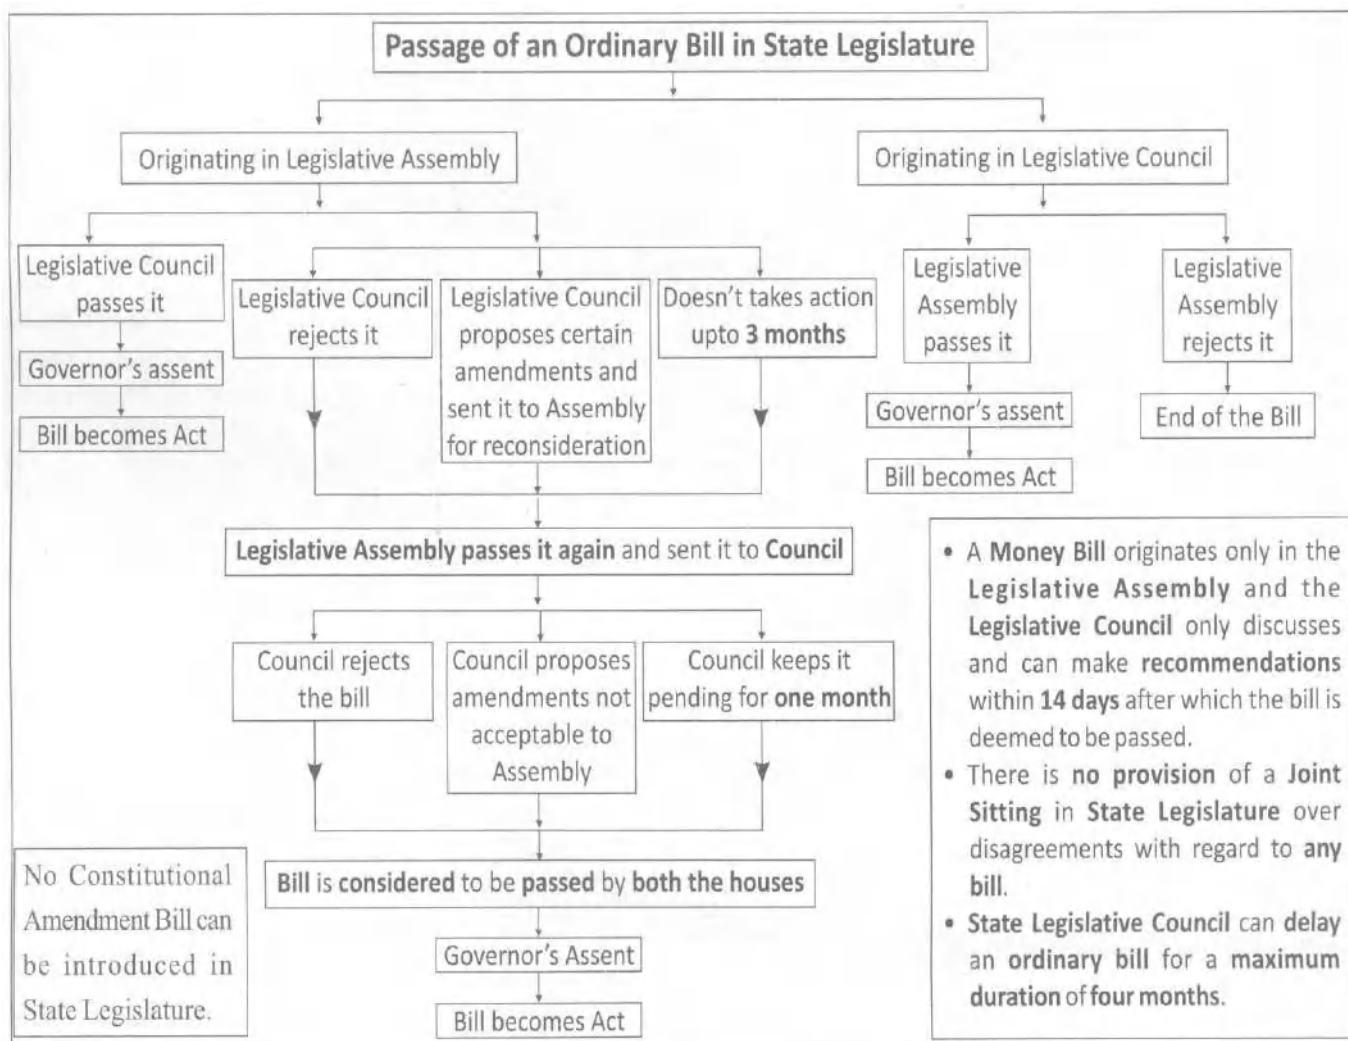 Passage of an Ordinary Bill in State Legislature
Originating in Legislative Assembly
Originating in Legislative Council
Legislative Council
passes it
Governor's assent
Bill becomes Act
Legislative Council
rejects it
Legislative Council
proposes certain
amendments and
sent it to Assembly
for reconsideration
Doesn't takes action
upto 3 months
Legislative
Assembly
passes it
Governor's assent
Bill becomes Act
Legislative
Assembly
rejects it
End of the Bill
Legislative Assembly passes it again and sent it to Council
Council rejects
the bill
Council proposes
amendments not
acceptable to
Assembly
Council keeps it
pending for one month
Bill is considered to be passed by both the houses
Governor's Assent
Bill becomes Act
No Constitutional
Amendment Bill can
be introduced in
State Legislature.
• A Money Bill originates only in the
Legislative Assembly and the
Legislative Council only discusses
and can make recommendations
within 14 days after which the bill is
deemed to be passed.
• There is no provision of a Joint
Sitting in State Legislature over
disagreements with regard to any
bill.
• State Legislative Council can delay
an ordinary bill for a maximum
duration of four months.